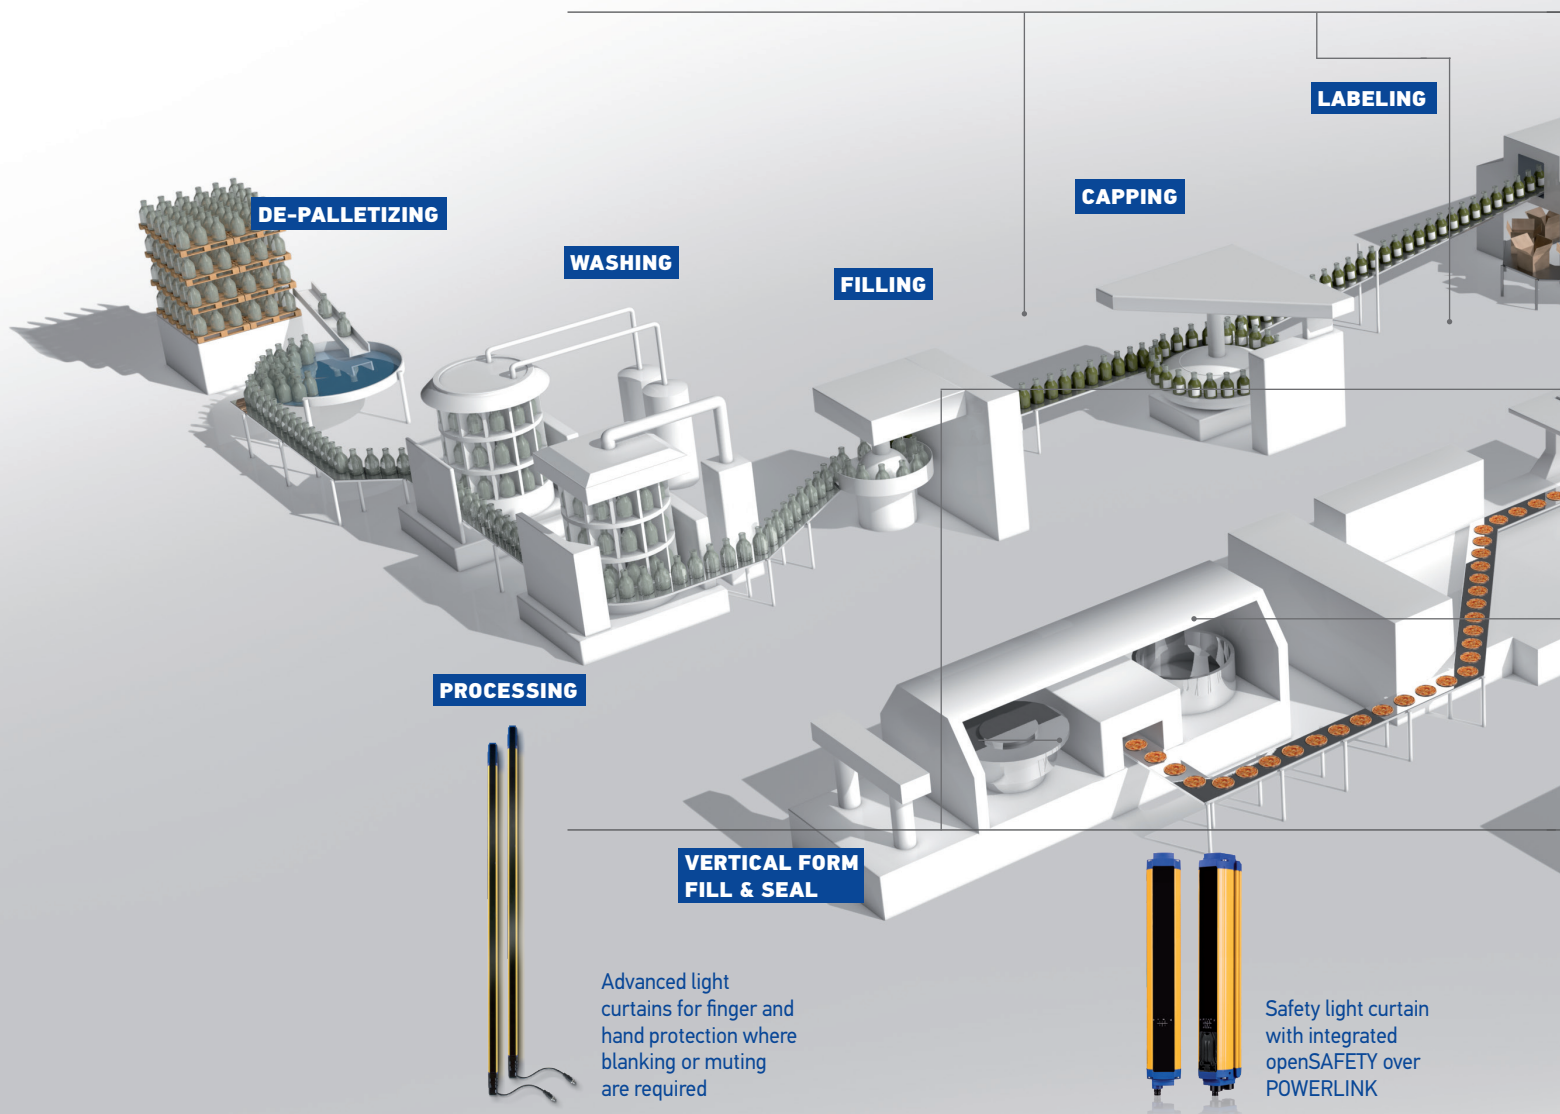 LABELING
CAPPING
DE-PALLETIZING
WASHING
FILLING
PROCESSING
VERTICAL FORM
FILL & SEAL
Advanced light
curtains for finger and
hand protection where
blanking or muting
are required
Safety light curtain
with integrated
openSAFETY over
POWERLINK